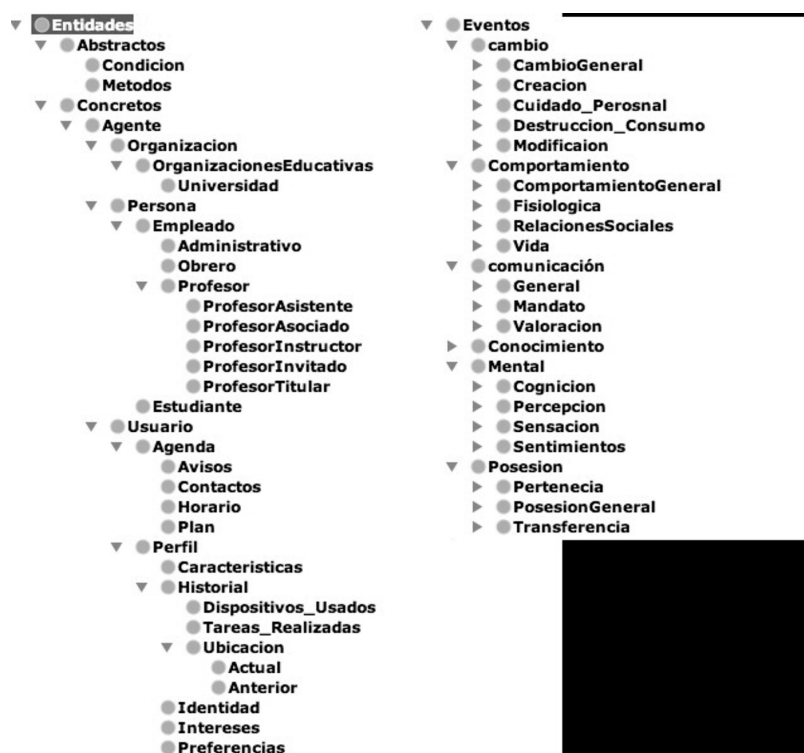 Entidades
Abstractos
Condicion
Metodos
Concretos
Agente
Organizacion
OrganizacionesEducativas
Universidad
Persona
Empleado
Administrativo
Obrero
Profesor
ProfesorAsistente
ProfesorAsociado
ProfesorInstructor
ProfesorInvitado
ProfesorTitular
Estudiante
Usuario
Agenda
Avisos
Contactos
Horario
Plan
Perfil
Caracteristicas
Historial
Dispositivos_Usados
Tareas_Realizadas
Ubicacion
Actual
Anterior
Identidad
Intereses
Preferencias
Eventos
cambio
CambioGeneral
Creacion
Cuidado_Perosnal
Destruccion_Consumo
Modificaion
Comportamiento
ComportamientoGeneral
Fisiologica
RelacionesSociales
Vida
comunicación
General
Mandato
Valoracion
Conocimiento
Mental
Cognicion
Percepcion
Sensacion
Sentimientos
Posesion
Pertenecia
PosesionGeneral
Transferencia